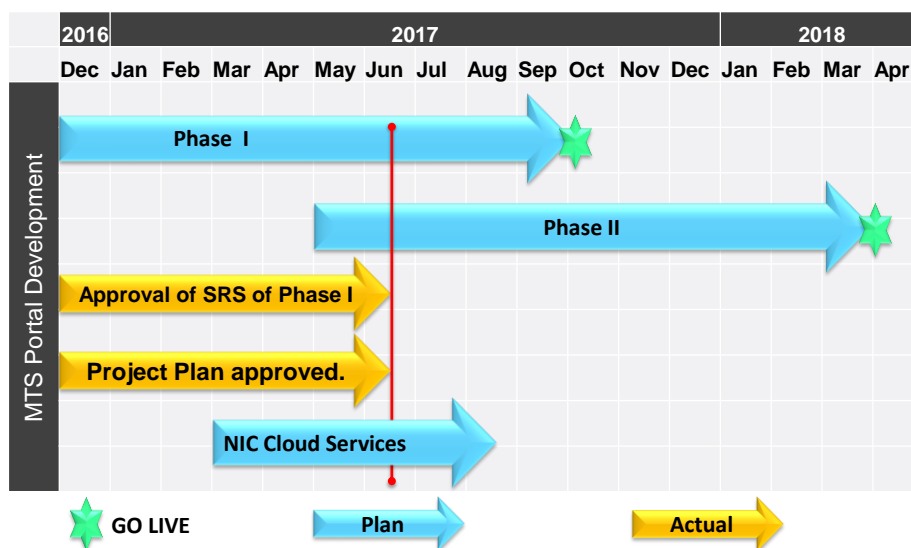 2016 2017 2018
Dec Jan Feb Mar Apr May Jun Jul Aug Sep Oct Nov Dec Jan Feb Mar Apr
MTS Portal Development
Phase I
Phase II
Approval of SRS of Phase I
Project Plan approved.
NIC Cloud Services
GO LIVE Plan Actual